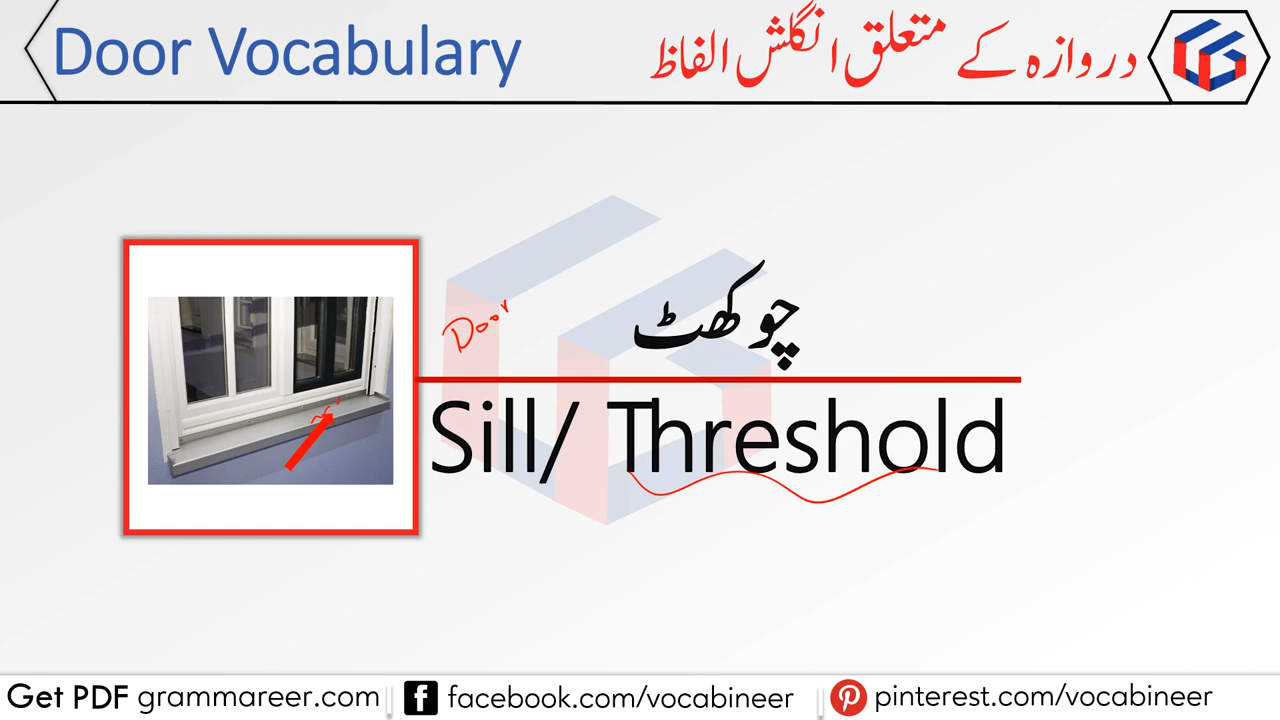 Door Vocabulary
دروازہ کے متعلق انگلش الفاظ
Door
چوکھٹ
Sill/ Threshold
Get PDF grammareer.com
facebook.com/vocabineer
pinterest.com/vocabineer